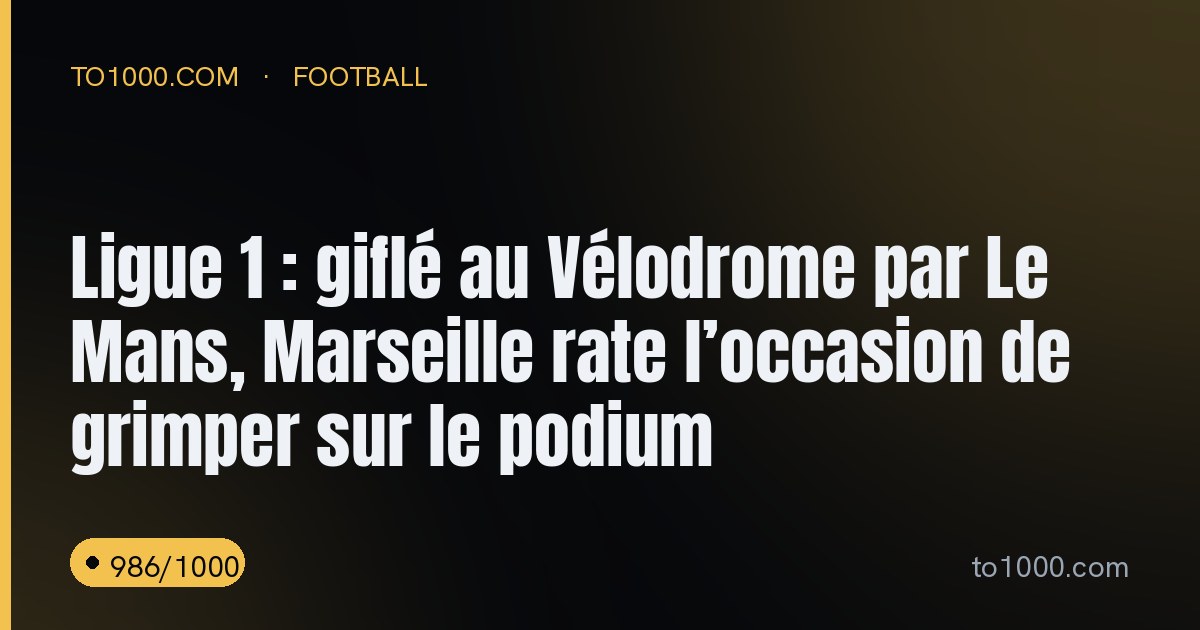 TO1000.COM · FOOTBALL
Ligue 1 : giflé au Vélodrome par Le
Mans, Marseille rate l’occasion de
grimper sur le podium
986/1000
to1000.com